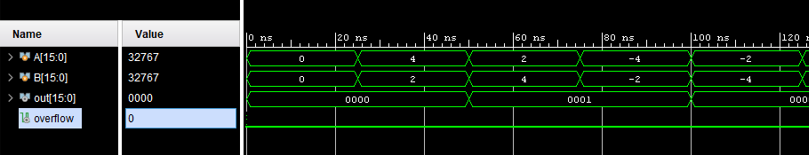 Name Value 0 ns 20 ns 40 ns 60 ns 80 ns 100 ns 120
A[15:0] 32767 0 4 2 -4 -2
B[15:0] 32767 0 2 4 -2 -4
out[15:0] 0000 0000 0001 000
overflow 0